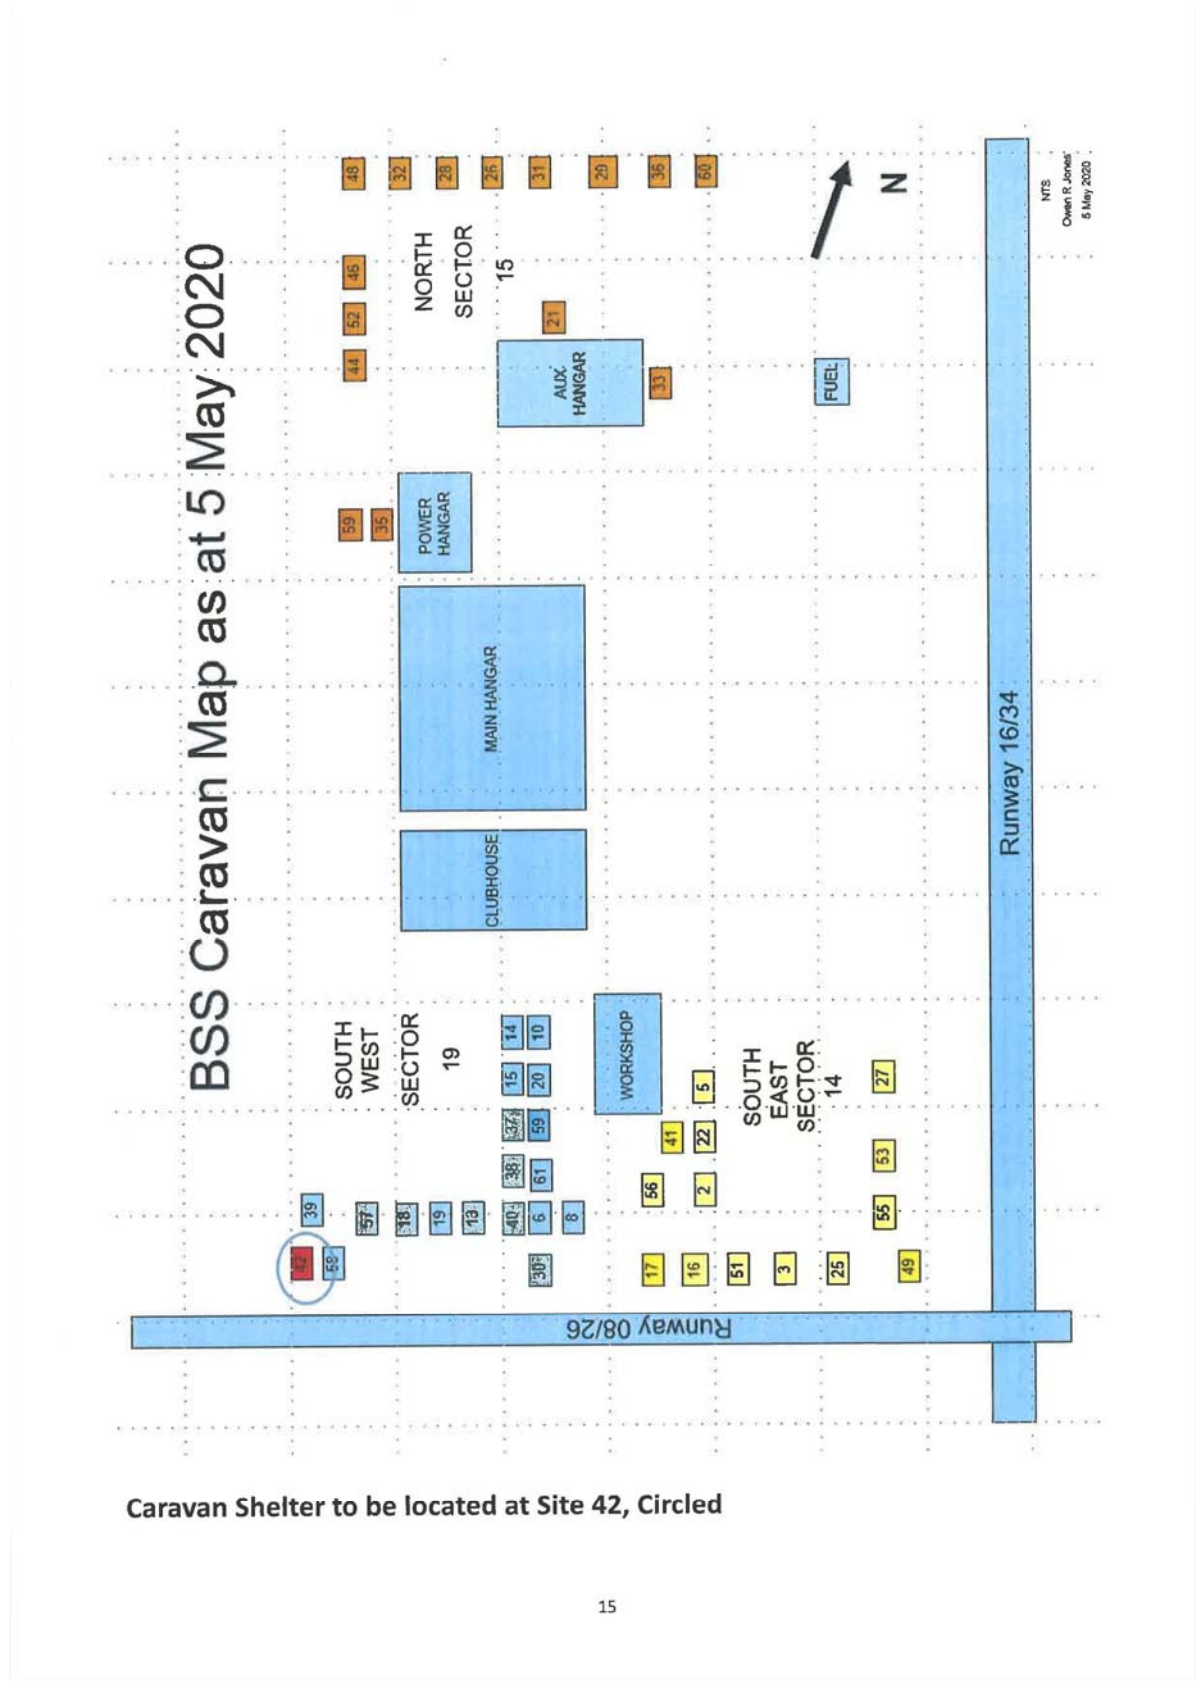 BSS Caravan Map as at 5 May 2020
48
32
28
26
31
29
36
60
46
52
44
NORTH
SECTOR
15
21
AUX.
HANGAR
33
FUEL
N
NTS
Owen R Jones
5 May 2020
59
35
POWER
HANGAR
MAIN HANGAR
CLUBHOUSE
Runway 16/34
SOUTH
WEST
SECTOR
19
14
10
15
20
37
59
38
61
39
57
18
19
13
40
6
8
42
58
30
WORKSHOP
5
41
22
56
2
SOUTH
EAST
SECTOR
14
27
53
55
17
16
51
3
25
49
Runway 08/26
Caravan Shelter to be located at Site 42, Circled
15